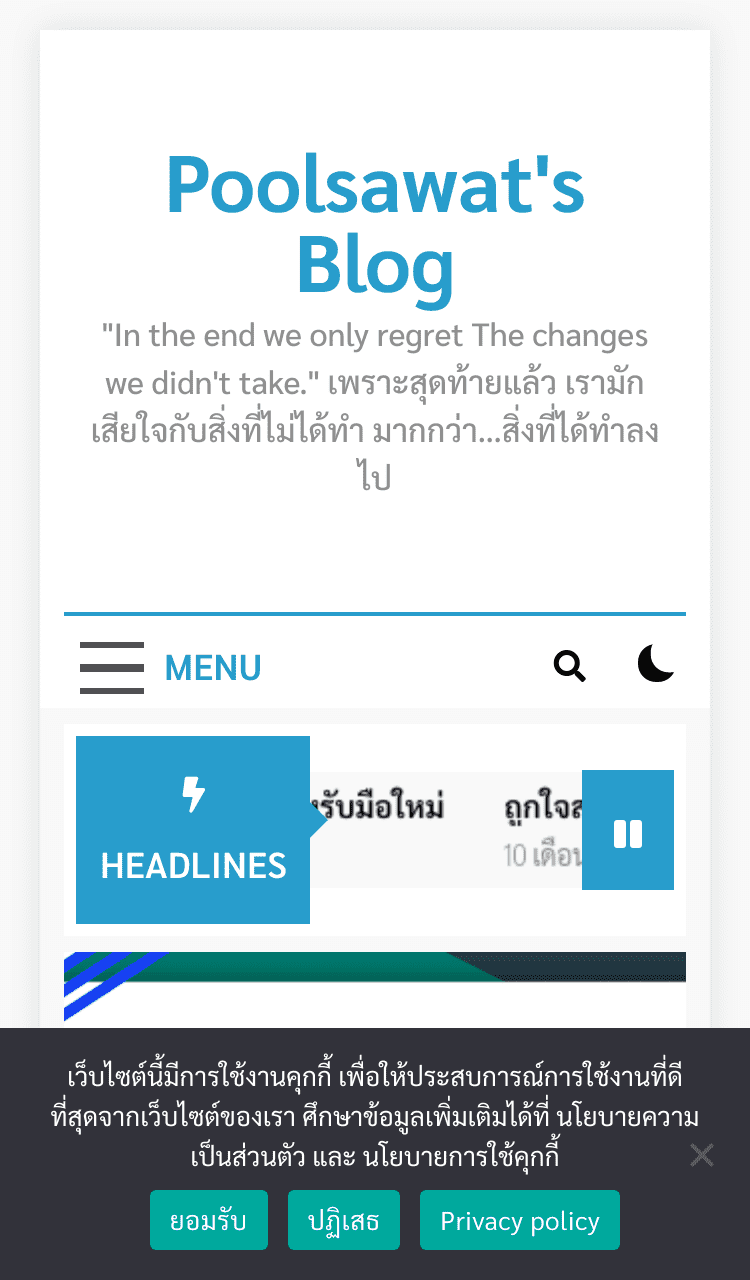 Poolsawat's
Blog
"In the end we only regret The changes
we didn't take." เพราะสุดท้ายแล้ว เรามัก
เสียใจกับสิ่งที่ไม่ได้ทำ มากกว่า...สิ่งที่ได้ทำลง
ไป
MENU
HEADLINES
รับมือใหม่
ถูกใจ
10 เดือน
เว็บไซต์นี้มีการใช้งานคุกกี้ เพื่อให้ประสบการณ์การใช้งานที่ดี
ที่สุดจากเว็บไซต์ของเรา ศึกษาข้อมูลเพิ่มเติมได้ที่ นโยบายความ
เป็นส่วนตัว และ นโยบายการใช้คุกกี้
ยอมรับ
ปฏิเสธ
Privacy policy